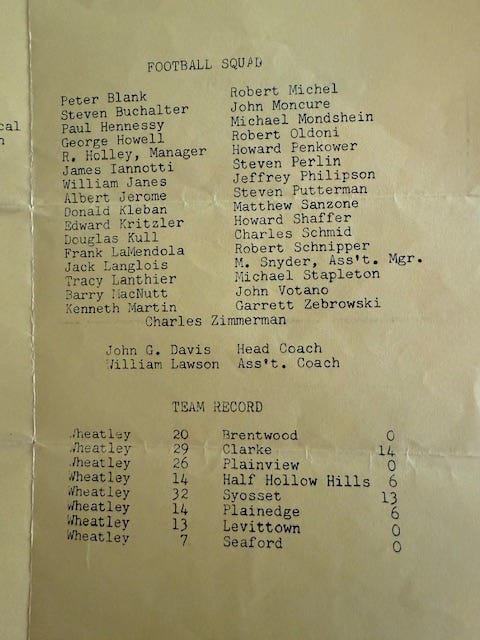 cal
n
FOOTBALL SQUAD
Peter Blank
Steven Buchalter
Paul Hennessy
George Howell
R. Holley, Manager
James Iannotti
William Janes
Albert Jerome
Donald Kleban
Edward Kritzler
Douglas Kull
Frank LaMendola
Jack Langlois
Tracy Lanthier
Barry MacNutt
Kenneth Martin
Robert Michel
John Moncure
Michael Mondshein
Robert Oldoni
Howard Penkower
Steven Perlin
Jeffrey Philipson
Steven Putterman
Matthew Sanzone
Howard Shaffer
Charles Schmid
Robert Schnipper
M. Snyder, Ass't. Mgr.
Michael Stapleton
John Votano
Garrett Zebrowski
Charles Zimmerman
John G. Davis Head Coach
William Lawson Ass't. Coach
TEAM RECORD
Wheatley 20 Brentwood 0
Wheatley 29 Clarke 14
Wheatley 26 Plainview 0
Wheatley 14 Half Hollow Hills 6
Wheatley 32 Syosset 13
Wheatley 14 Plainedge 6
Wheatley 13 Levittown 0
Wheatley 7 Seaford 0